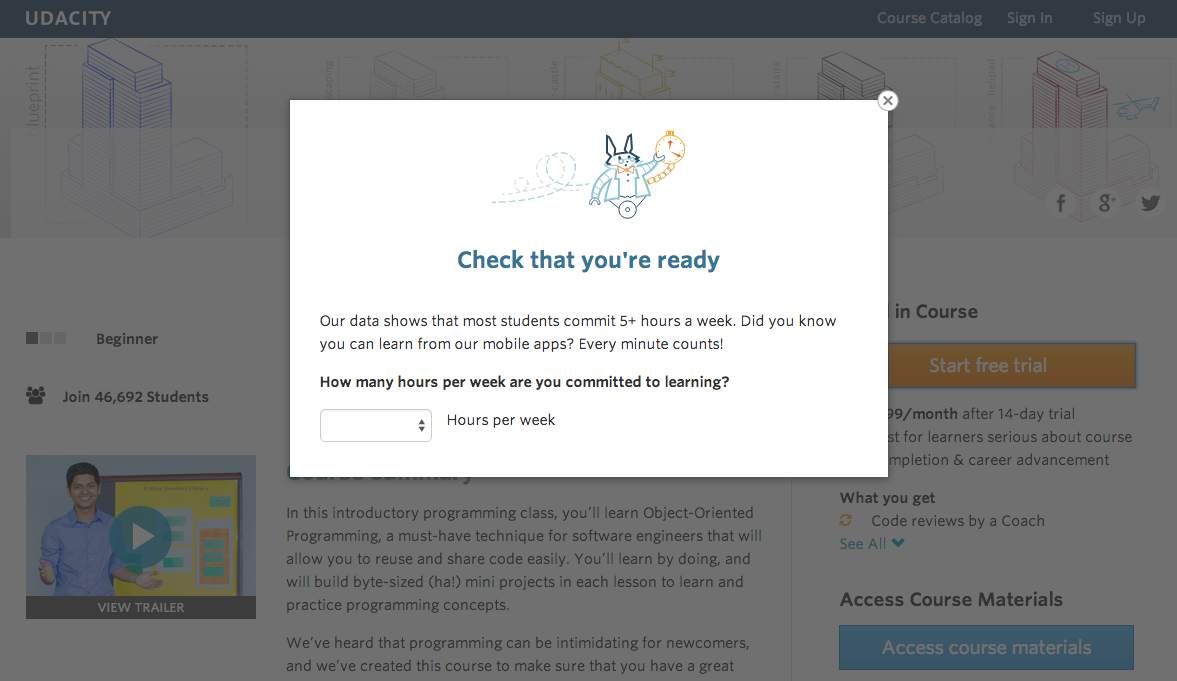 UDACITY
Course Catalog
Sign In
Sign Up
blueprint
castle
stairs
helipad
Check that you're ready
Our data shows that most students commit 5+ hours a week. Did you know
you can learn from our mobile apps? Every minute counts!
How many hours per week are you committed to learning?
Hours per week
Beginner
Join 46,692 Students
VIEW TRAILER
Course Summary
In this introductory programming class, you'll learn Object-Oriented
Programming, a must-have technique for software engineers that will
allow you to reuse and share code easily. You'll learn by doing, and
will build byte-sized (ha!) mini projects in each lesson to learn and
practice programming concepts.
We've heard that programming can be intimidating for newcomers,
and we've created this course to make sure that you have a great
in Course
Start free trial
99/month after 14-day trial
st for learners serious about course
mpletion & career advancement
What you get
Code reviews by a Coach
See All
Access Course Materials
Access course materials